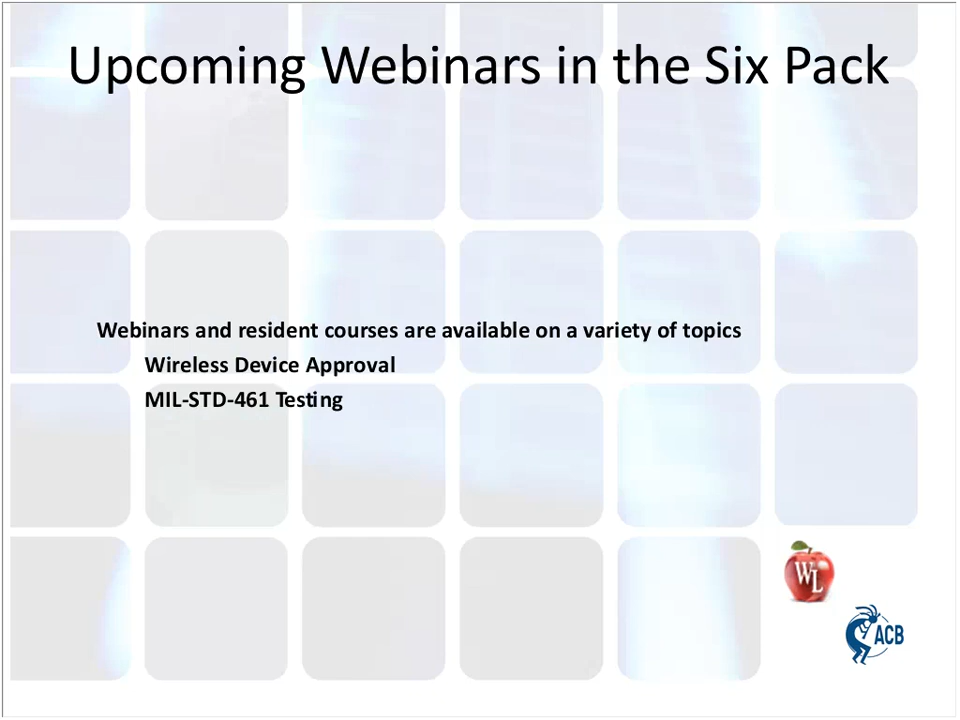 Upcoming Webinars in the Six Pack
Webinars and resident courses are available on a variety of topics
Wireless Device Approval
MIL-STD-461 Testing
WL
ACB